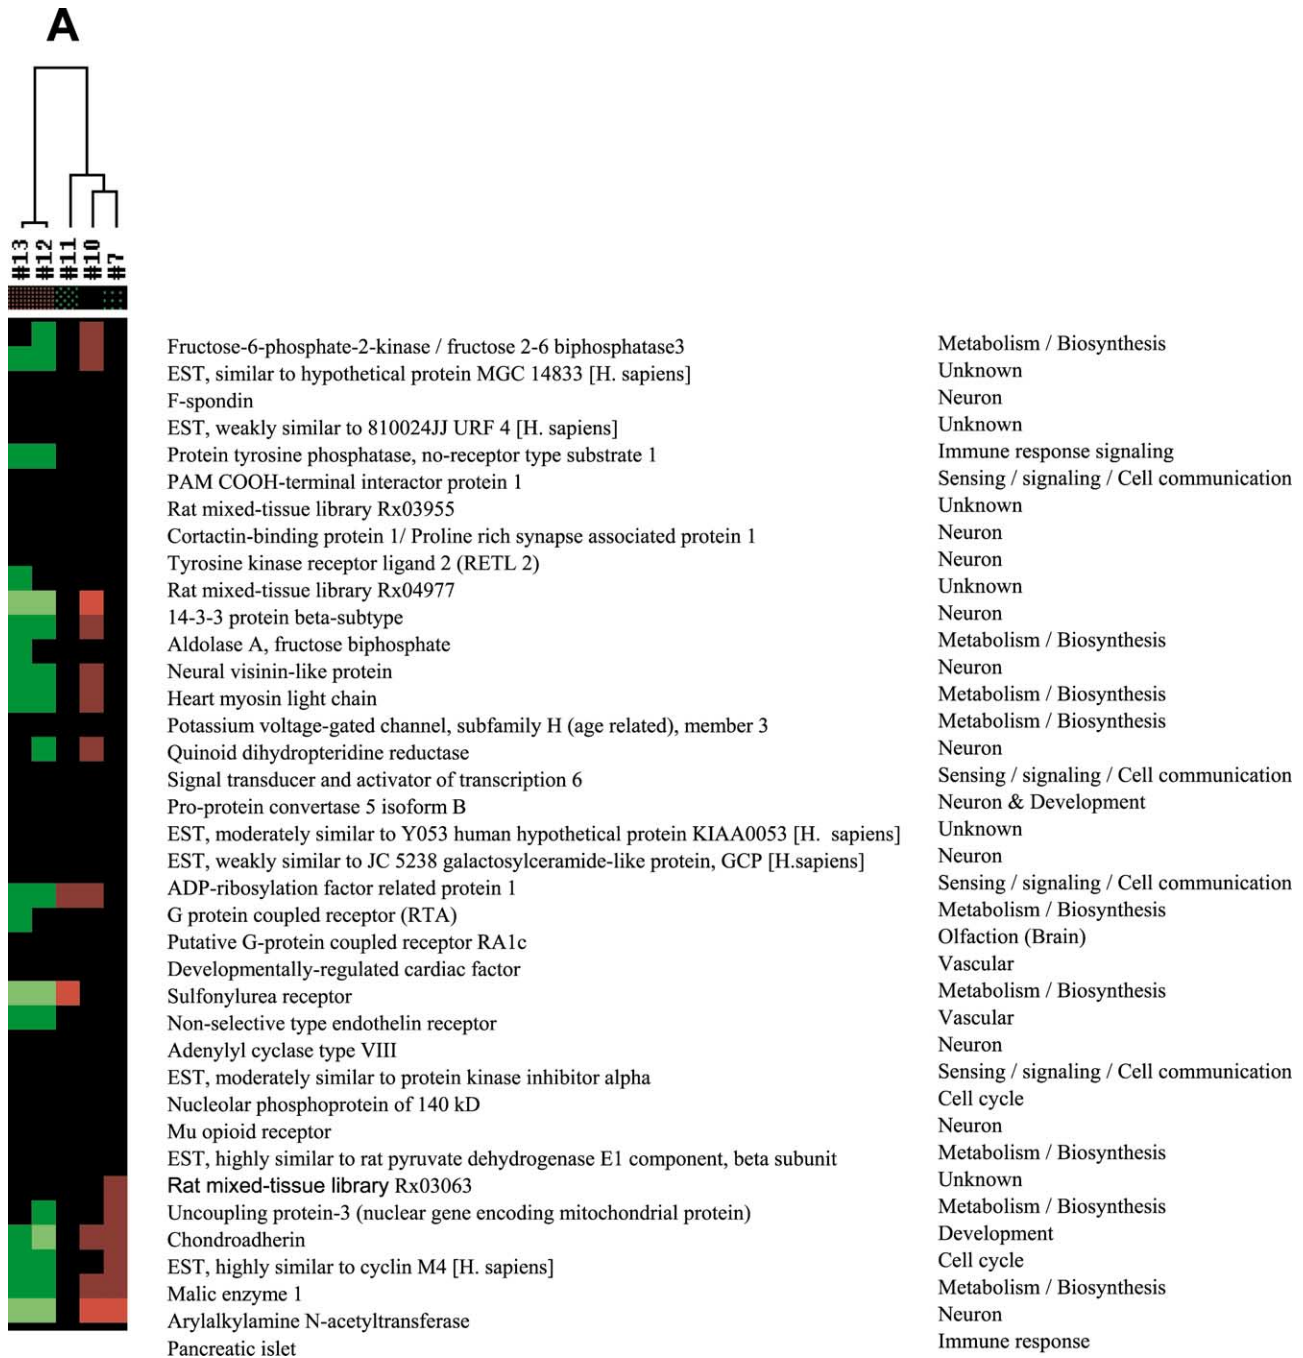 A
#13 #12 #11 #10 #7
Fructose-6-phosphate-2-kinase / fructose 2-6 biphosphatase3 Metabolism / Biosynthesis
EST, similar to hypothetical protein MGC 14833 [H. sapiens] Unknown
F-spondin Neuron
EST, weakly similar to 810024JJ URF 4 [H. sapiens] Unknown
Protein tyrosine phosphatase, no-receptor type substrate 1 Immune response signaling
PAM COOH-terminal interactor protein 1 Sensing / signaling / Cell communication
Rat mixed-tissue library Rx03955 Unknown
Cortactin-binding protein 1/ Proline rich synapse associated protein 1 Neuron
Tyrosine kinase receptor ligand 2 (RETL 2) Neuron
Rat mixed-tissue library Rx04977 Unknown
14-3-3 protein beta-subtype Neuron
Aldolase A, fructose biphosphate Metabolism / Biosynthesis
Neural visinin-like protein Neuron
Heart myosin light chain Metabolism / Biosynthesis
Potassium voltage-gated channel, subfamily H (age related), member 3 Metabolism / Biosynthesis
Quinoid dihydropteridine reductase Neuron
Signal transducer and activator of transcription 6 Sensing / signaling / Cell communication
Pro-protein convertase 5 isoform B Neuron & Development
EST, moderately similar to Y053 human hypothetical protein KIAA0053 [H. sapiens] Unknown
EST, weakly similar to JC 5238 galactosylceramide-like protein, GCP [H.sapiens] Neuron
ADP-ribosylation factor related protein 1 Sensing / signaling / Cell communication
G protein coupled receptor (RTA) Metabolism / Biosynthesis
Putative G-protein coupled receptor RA1c Olfaction (Brain)
Developmentally-regulated cardiac factor Vascular
Sulfonylurea receptor Metabolism / Biosynthesis
Non-selective type endothelin receptor Vascular
Adenylyl cyclase type VIII Neuron
EST, moderately similar to protein kinase inhibitor alpha Sensing / signaling / Cell communication
Nucleolar phosphoprotein of 140 kD Cell cycle
Mu opioid receptor Neuron
EST, highly similar to rat pyruvate dehydrogenase E1 component, beta subunit Metabolism / Biosynthesis
Rat mixed-tissue library Rx03063 Unknown
Uncoupling protein-3 (nuclear gene encoding mitochondrial protein) Metabolism / Biosynthesis
Chondroadherin Development
EST, highly similar to cyclin M4 [H. sapiens] Cell cycle
Malic enzyme 1 Metabolism / Biosynthesis
Arylalkylamine N-acetyltransferase Neuron
Pancreatic islet Immune response